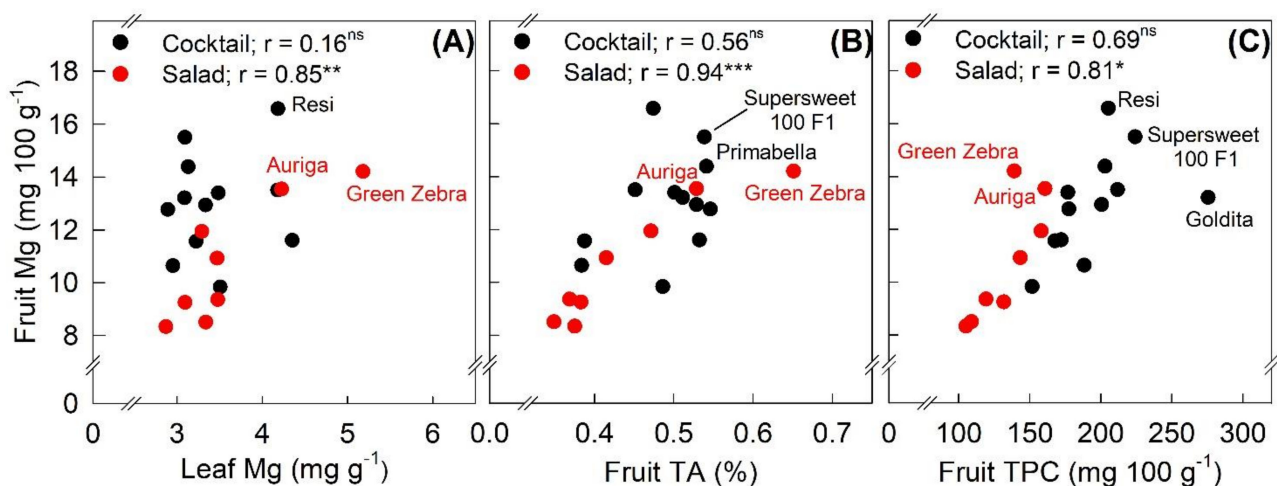 Cocktail; r = 0.16ns
Salad; r = 0.85**
(A)
Resi
Auriga
Green Zebra
Cocktail; r = 0.56ns
Salad; r = 0.94***
(B)
Supersweet
100 F1
Primabella
Auriga
Green Zebra
Cocktail; r = 0.69ns
Salad; r = 0.81*
(C)
Resi
Supersweet
100 F1
Green Zebra
Auriga
Goldita
Fruit Mg (mg 100 g-1)
18
16
14
12
10
8
0
0 3 4 5 6
Leaf Mg (mg g-1)
0.0 0.4 0.5 0.6 0.7
Fruit TA (%)
0 100 150 200 250 300
Fruit TPC (mg 100 g-1)